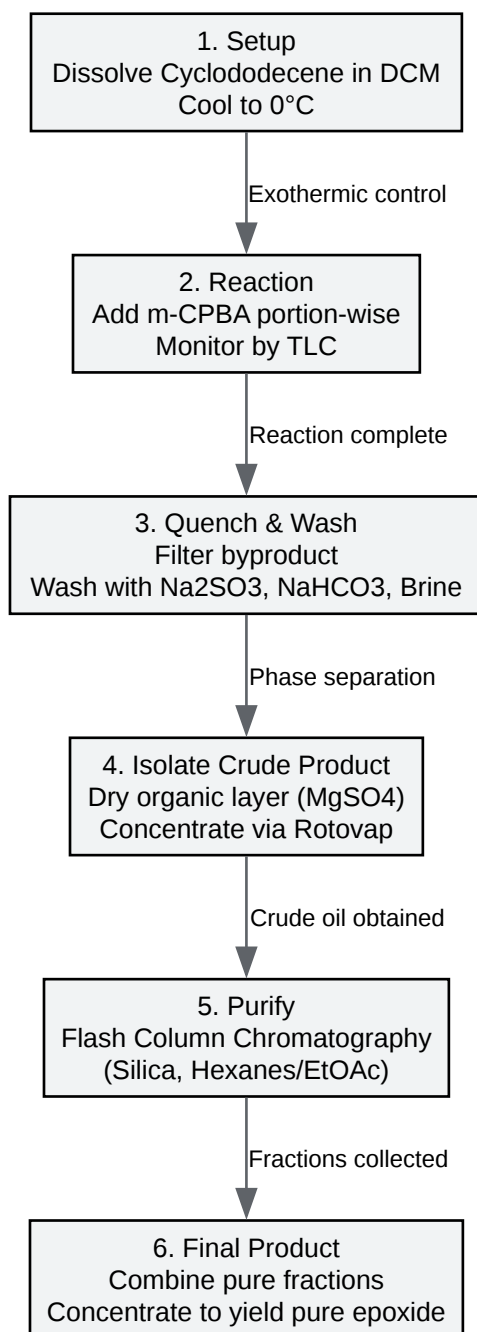 1. Setup
Dissolve Cyclododecene in DCM
Cool to 0°C
Exothermic control
2. Reaction
Add m-CPBA portion-wise
Monitor by TLC
Reaction complete
3. Quench & Wash
Filter byproduct
Wash with Na2SO3, NaHCO3, Brine
Phase separation
4. Isolate Crude Product
Dry organic layer (MgSO4)
Concentrate via Rotovap
Crude oil obtained
5. Purify
Flash Column Chromatography
(Silica, Hexanes/EtOAc)
Fractions collected
6. Final Product
Combine pure fractions
Concentrate to yield pure epoxide